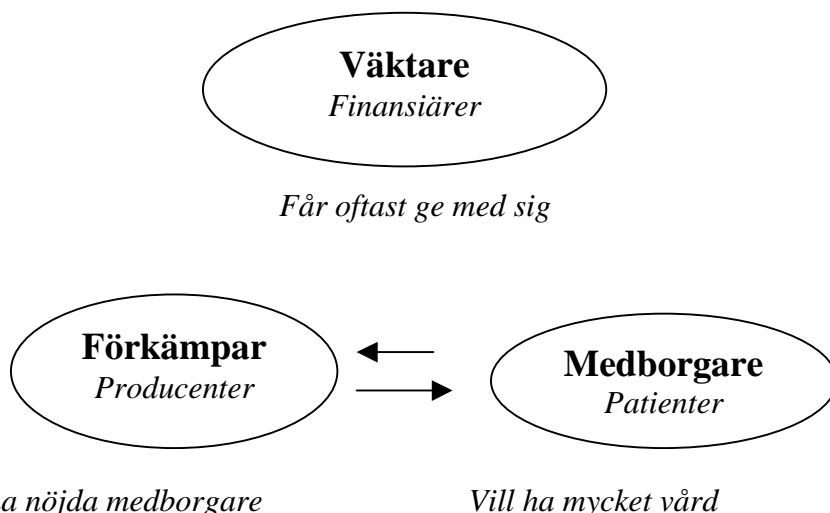 Väktare
Finansiärer
Får oftast ge med sig
Förkämpar
Producenter
Medborgare
Patienter
nöjda medborgare
Vill ha mycket vård